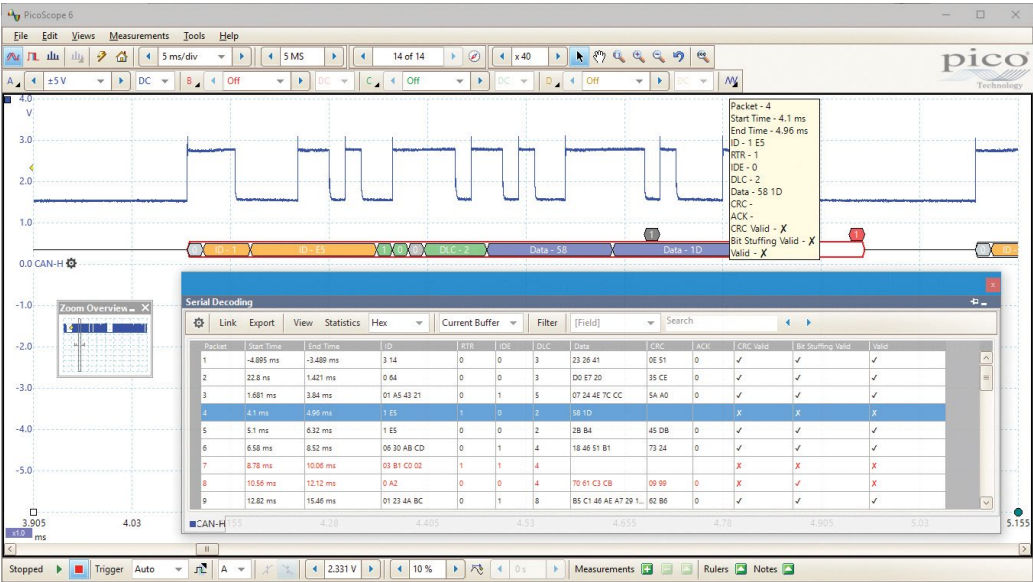 PicoScope 6
File Edit Views Measurements Tools Help
5 ms/div 5 MS 14 of 14 x 40
pico
Technology
A ±5 V DC B Off DC C Off DC D Off DC
4.0
V
3.0
2.0
1.0
0.0 CAN-H
-1.0
-2.0
-3.0
-4.0
-5.0
Packet - 4
Start Time - 4.1 ms
End Time - 4.96 ms
ID - 1 E5
RTR - 1
IDE - 0
DLC - 2
Data - 58 1D
CRC -
ACK -
CRC Valid - X
Bit Stuffing Valid - X
Valid - X
1 1
0 ID - 1 ID - E5 1 0 0 DLC - 2 Data - 58 Data - 1D
Zoom Overview
Serial Decoding
Link Export View Statistics Hex Current Buffer Filter [Field] Search
Packet Start Time End Time ID RTR IDE DLC Data CRC ACK CRC Valid Bit Stuffing Valid Valid
1 -4.895 ms -3.489 ms 3 14 0 0 3 23 26 41 0E 51 0 ✓ ✓ ✓
2 22.8 ns 1.421 ms 0 64 0 0 3 D0 E7 20 35 CE 0 ✓ ✓ ✓
3 1.681 ms 3.84 ms 01 A5 43 21 0 1 5 07 24 4E 7C CC 5A A0 0 ✓ ✓ ✓
4 4.1 ms 4.96 ms 1 E5 1 0 2 58 1D X X X
5 5.1 ms 6.32 ms 1 E5 0 0 2 2B B4 45 DB 0 ✓ ✓ ✓
6 6.58 ms 8.52 ms 06 30 AB CD 0 1 4 18 46 51 B1 73 24 0 ✓ ✓ ✓
7 8.78 ms 10.06 ms 03 B1 C0 02 1 1 4 X X X
8 10.56 ms 12.12 ms 0 A2 0 0 4 70 61 C3 CB 09 99 0 X ✓ X
9 12.82 ms 15.46 ms 01 23 4A BC 0 1 8 B5 C1 46 AE A7 29 1... 62 B6 0 ✓ ✓ ✓
CAN-H
3.905 4.03 155 4.28 4.405 4.53 4.655 4.78 4.905 5.03 5.155
x1.0 ms
Stopped Trigger Auto A 2.331 V 10 % 0 s Measurements Rulers Notes